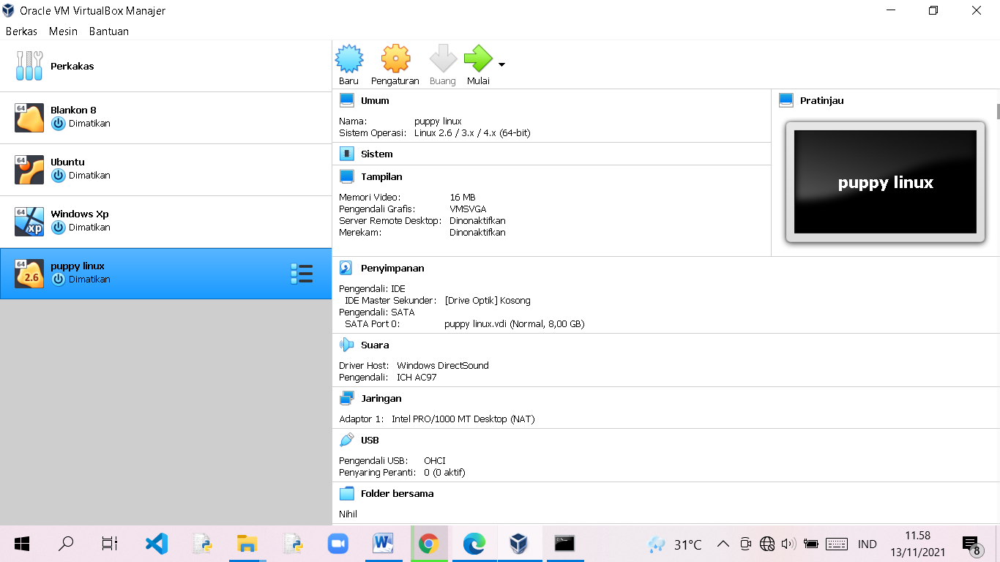 Oracle VM VirtualBox Manajer
Berkas Mesin Bantuan
Perkakas
64
Blankon 8
Dimatikan
64
Ubuntu
Dimatikan
64
xp
Windows Xp
Dimatikan
64
2.6
puppy linux
Dimatikan
Baru Pengaturan Buang Mulai
Umum
Nama: puppy linux
Sistem Operasi: Linux 2.6 / 3.x / 4.x (64-bit)
Sistem
Tampilan
Memori Video: 16 MB
Pengendali Grafis: VMSVGA
Server Remote Desktop: Dinonaktifkan
Merekam: Dinonaktifkan
Pratinjau
puppy linux
Penyimpanan
Pengendali: IDE
IDE Master Sekunder: [Drive Optik] Kosong
Pengendali: SATA
SATA Port 0: puppy linux.vdi (Normal, 8,00 GB)
Suara
Driver Host: Windows DirectSound
Pengendali: ICH AC97
Jaringan
Adaptor 1: Intel PRO/1000 MT Desktop (NAT)
USB
Pengendali USB: OHCI
Penyaring Peranti: 0 (0 aktif)
Folder bersama
Nihil
W
31°C
IND
11.58
13/11/2021
8